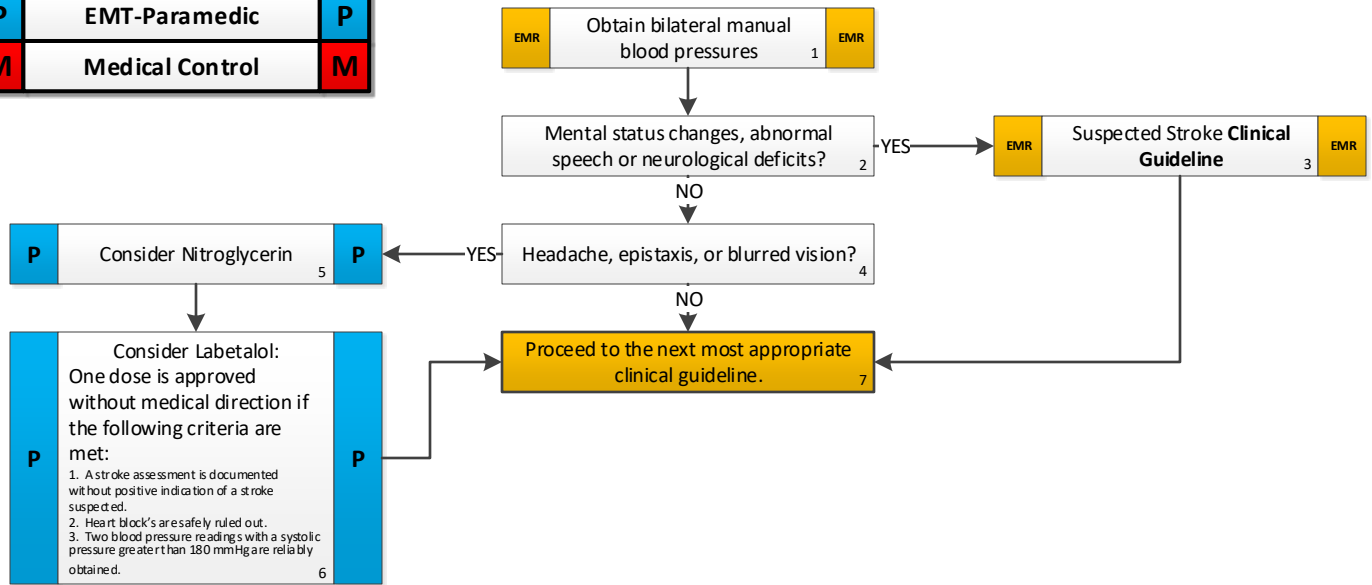 P EMT-Paramedic P
M Medical Control M
EMR Obtain bilateral manual EMR
blood pressures 1
Mental status changes, abnormal
speech or neurological deficits? 2
YES
EMR Suspected Stroke Clinical EMR
Guideline 3
NO
P Consider Nitroglycerin 5 P
YES
Headache, epistaxis, or blurred vision? 4
NO
Consider Labetalol:
One dose is approved
without medical direction if
the following criteria are
met:
P P
1. A stroke assessment is documented
without positive indication of a stroke
suspected.
2. Heart block's are safely ruled out.
3. Two blood pressure readings with a systolic
pressure greater than 180 mmHg are reliably
obtained. 6
Proceed to the next most appropriate
clinical guideline. 7